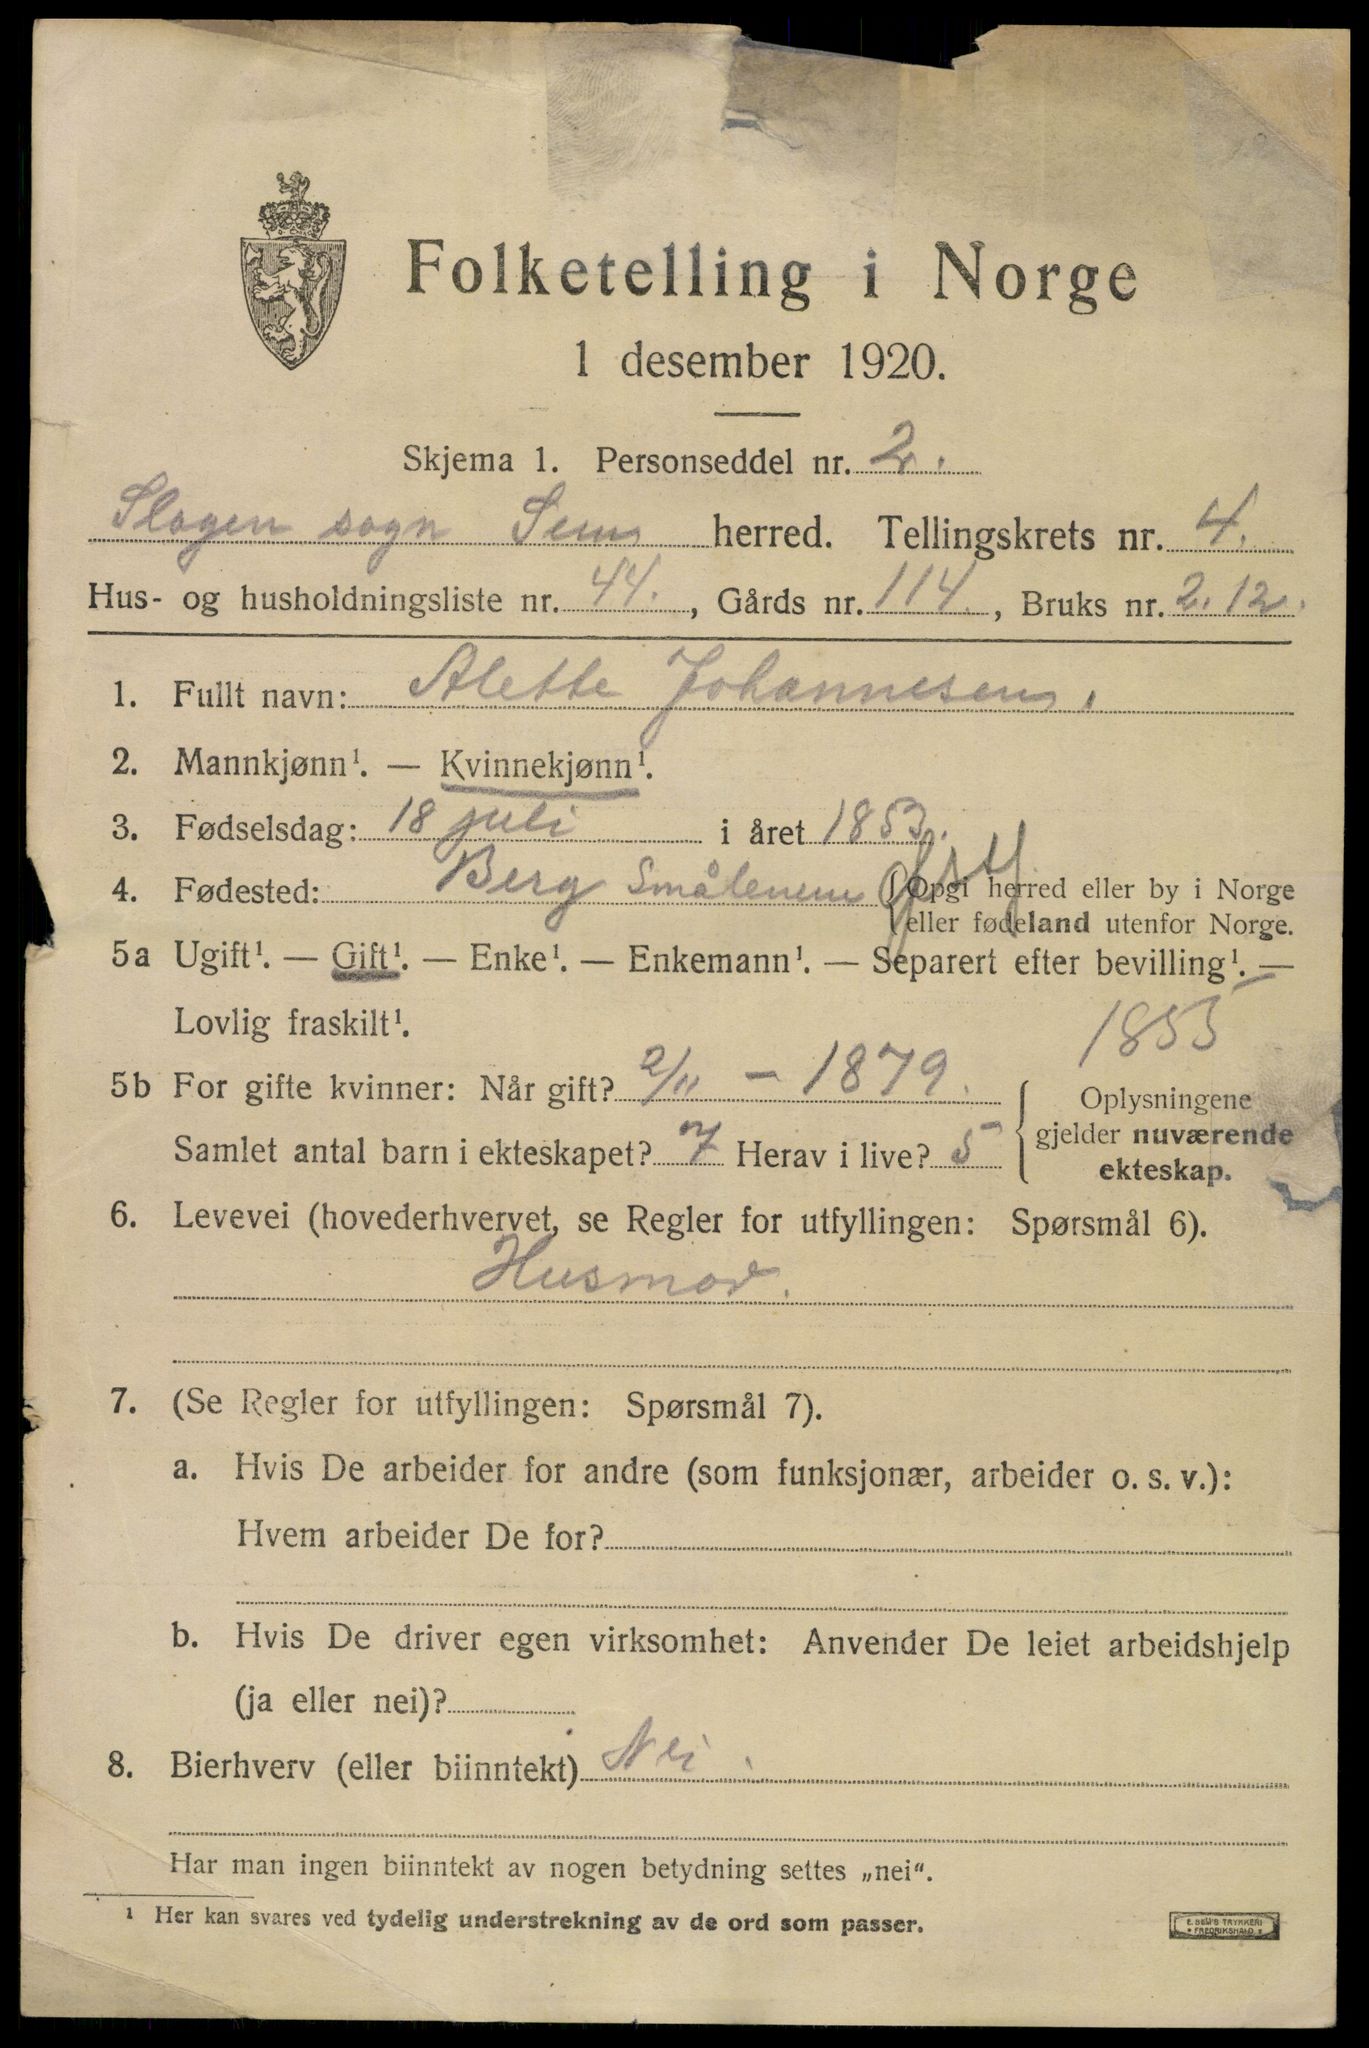 Folketelling i Norge
1 desember 1920.
Skjema 1. Personseddel nr. 2.
Slagen sogn Sem herred. Tellingskrets nr. 4.
Hus- og husholdningsliste nr. 44., Gårds nr. 114., Bruks nr. 2.12.
1. Fullt navn: Alette Johannesen.
2. Mannkjønn¹. — Kvinnekjønn¹.
3. Fødselsdag: 18 juli i året 1853.
4. Fødested: Berg Smålenene { Opgi herred eller by i Norge
eller fødeland utenfor Norge.
5a Ugift¹. — Gift¹. — Enke¹. — Enkemann¹. — Separert efter bevilling¹. —
Lovlig fraskilt¹.
1853
5b For gifte kvinner: Når gift? 2/11 — 1879.
Samlet antal barn i ekteskapet? 7 Herav i live? 5
Oplysningene
gjelder nuværende
ekteskap.
6. Levevei (hovederhvervet, se Regler for utfyllingen: Spørsmål 6).
Husmor.
7. (Se Regler for utfyllingen: Spørsmål 7).
a. Hvis De arbeider for andre (som funksjonær, arbeider o. s. v.):
Hvem arbeider De for?
b. Hvis De driver egen virksomhet: Anvender De leiet arbeidshjelp
(ja eller nei)?
8. Bierhverv (eller biinntekt) Nei.
Har man ingen biinntekt av nogen betydning settes „nei“.
¹ Her kan svares ved tydelig understrekning av de ord som passer.
E. SEM'S TRYKKERI
* FREDRIKSHALD *